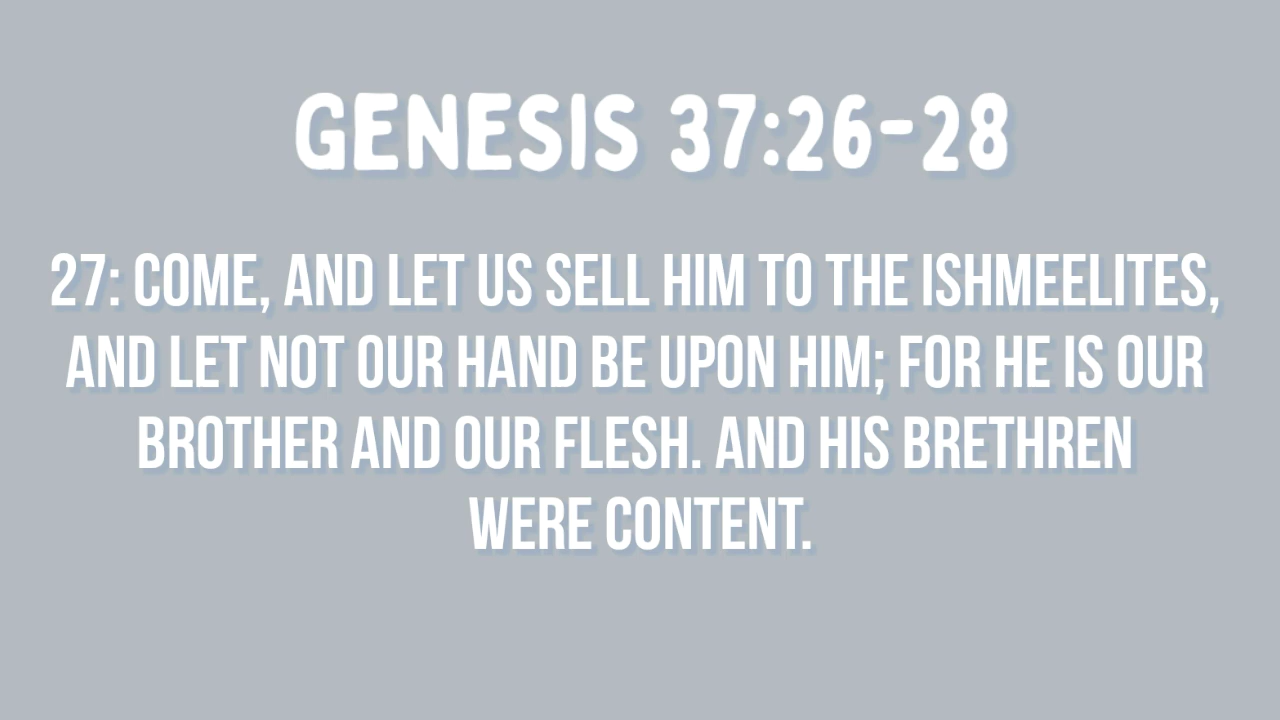 GENESIS 37:26-28
27: COME, AND LET US SELL HIM TO THE ISHMEELITES,
AND LET NOT OUR HAND BE UPON HIM; FOR HE IS OUR
BROTHER AND OUR FLESH. AND HIS BRETHREN
WERE CONTENT.